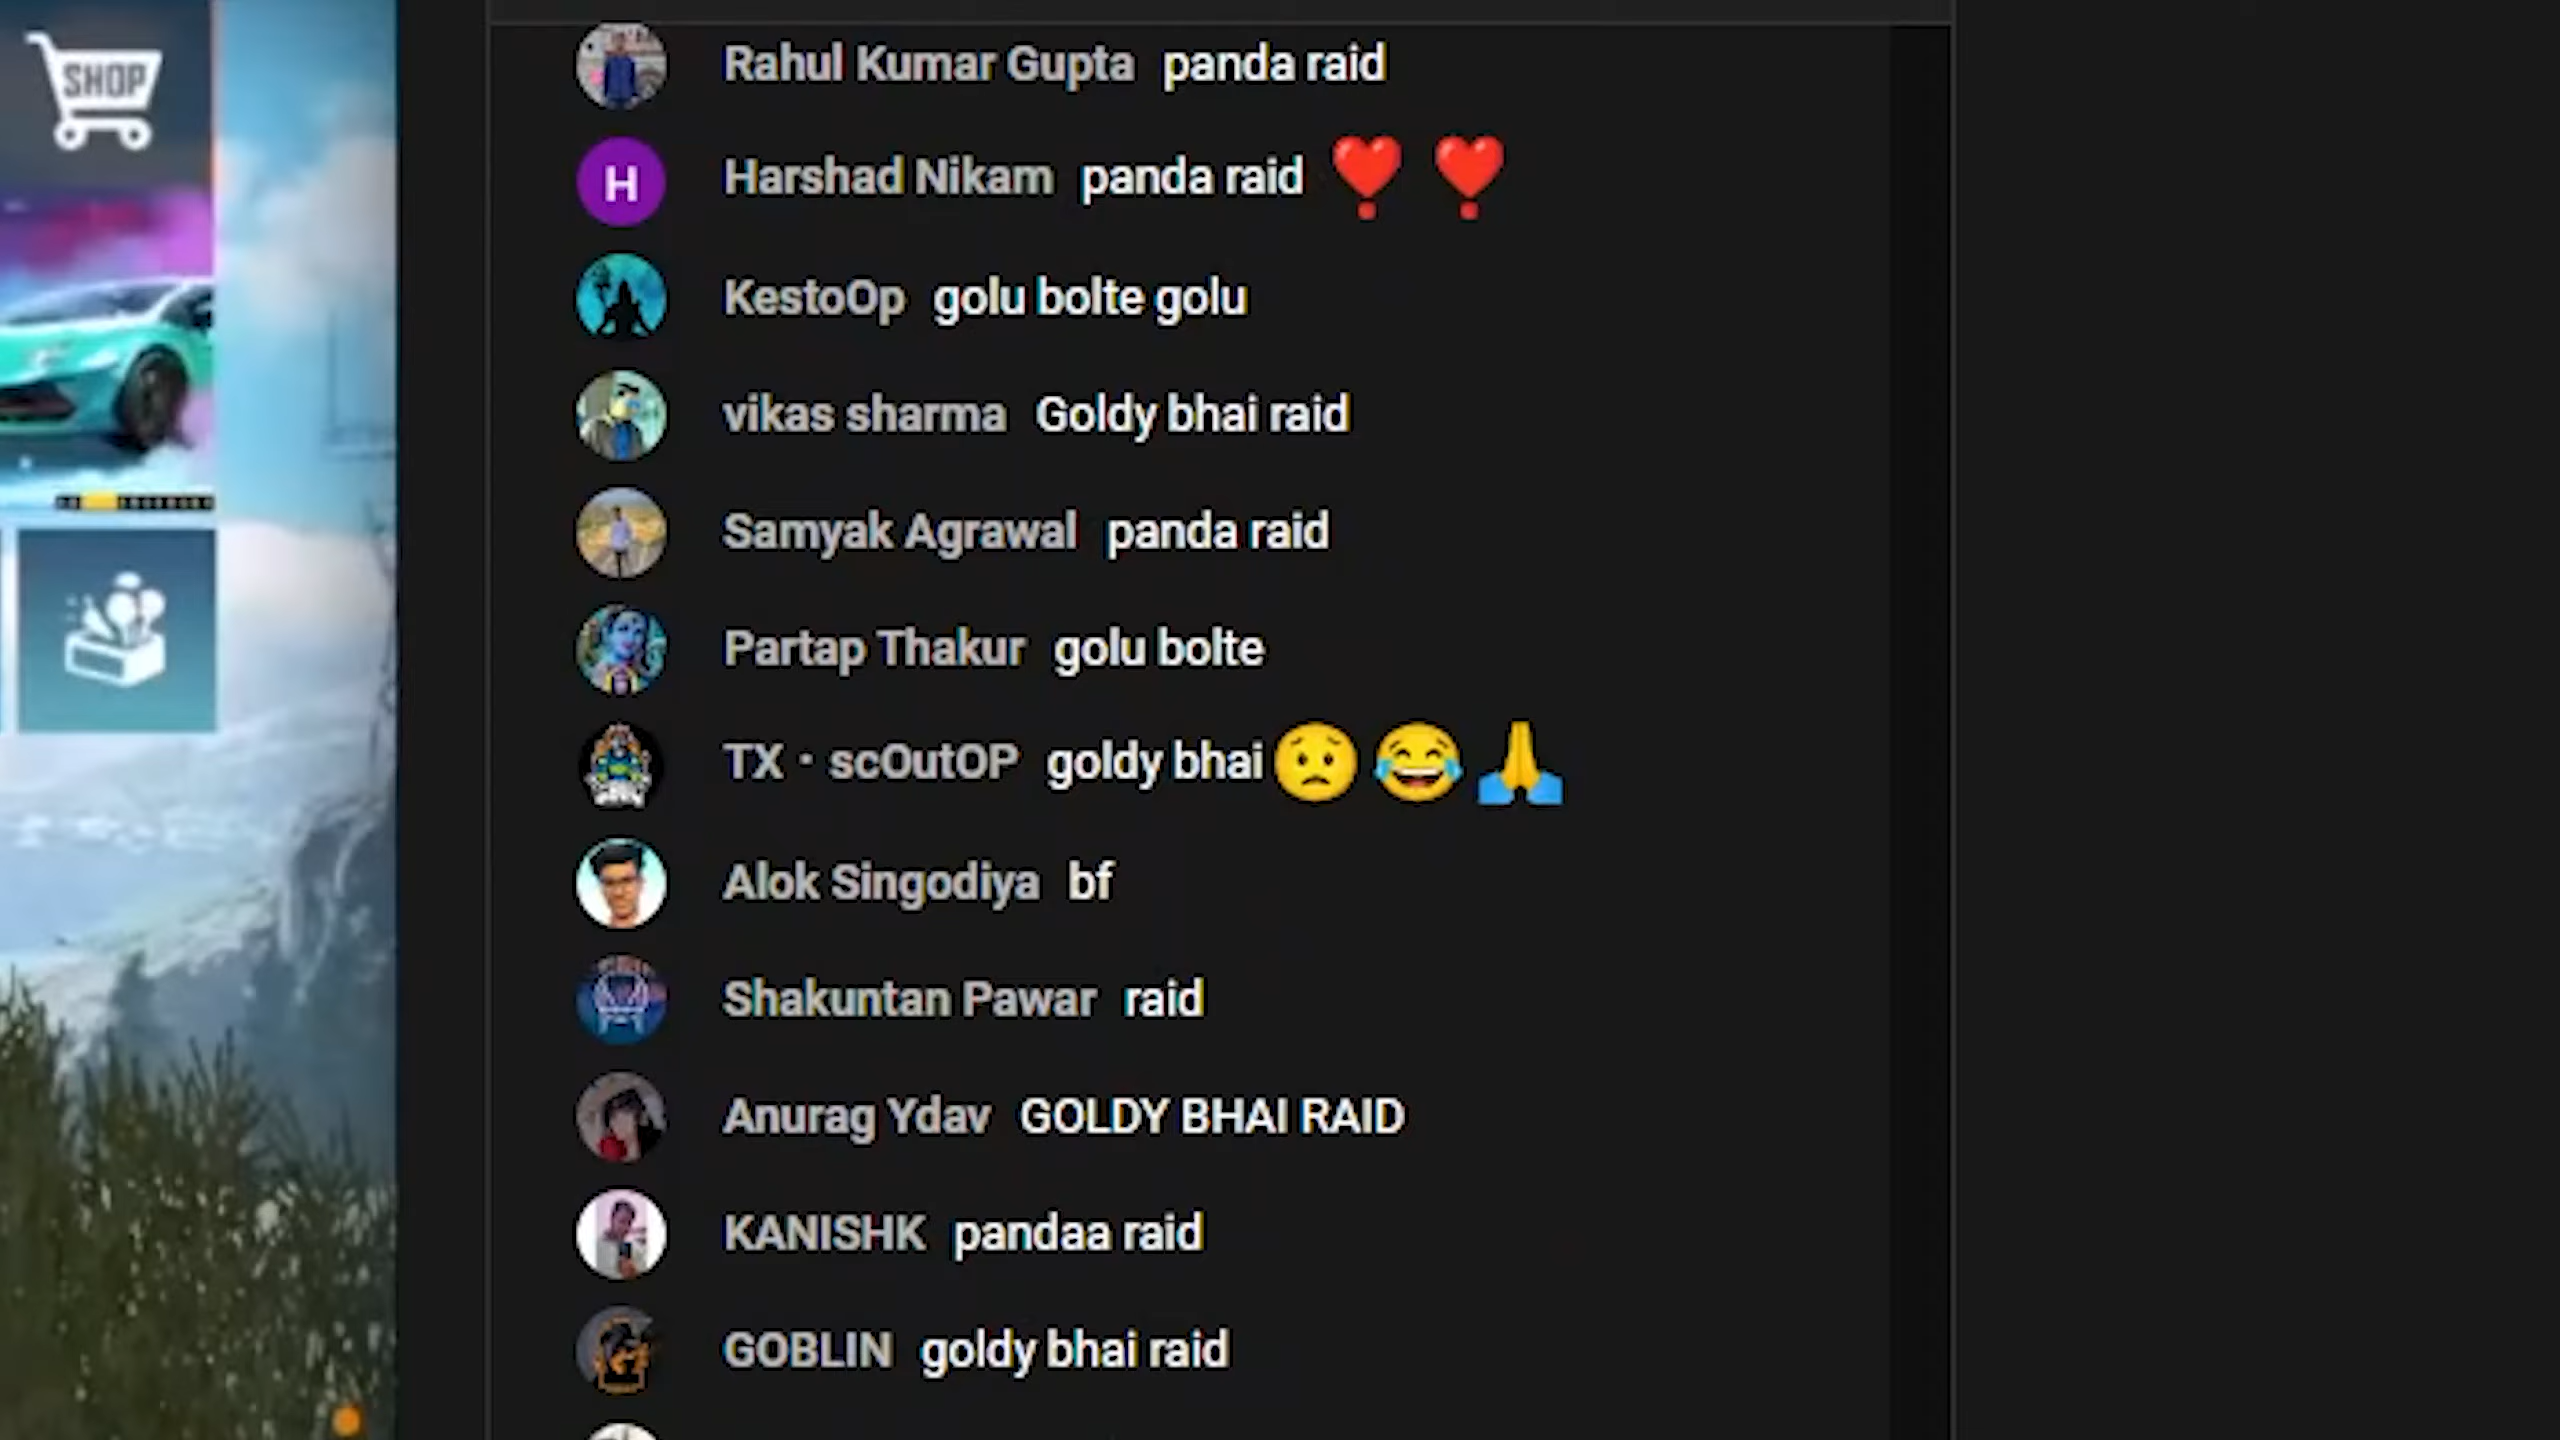 SHOP
Rahul Kumar Gupta panda raid
H Harshad Nikam panda raid ❣️ ❣️
KestoOp golu bolte golu
vikas sharma Goldy bhai raid
Samyak Agrawal panda raid
Partap Thakur golu bolte
TX • scOutOP goldy bhai 😟 😂 🙏
Alok Singodiya bf
Shakuntan Pawar raid
Anurag Ydav GOLDY BHAI RAID
KANISHK pandaa raid
GOBLIN goldy bhai raid